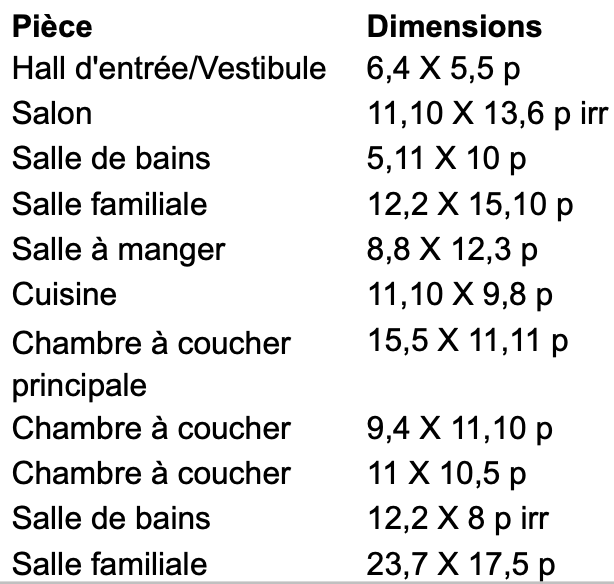 Pièce Dimensions
Hall d'entrée/Vestibule 6,4 X 5,5 p
Salon 11,10 X 13,6 p irr
Salle de bains 5,11 X 10 p
Salle familiale 12,2 X 15,10 p
Salle à manger 8,8 X 12,3 p
Cuisine 11,10 X 9,8 p
Chambre à coucher 15,5 X 11,11 p
principale
Chambre à coucher 9,4 X 11,10 p
Chambre à coucher 11 X 10,5 p
Salle de bains 12,2 X 8 p irr
Salle familiale 23,7 X 17,5 p